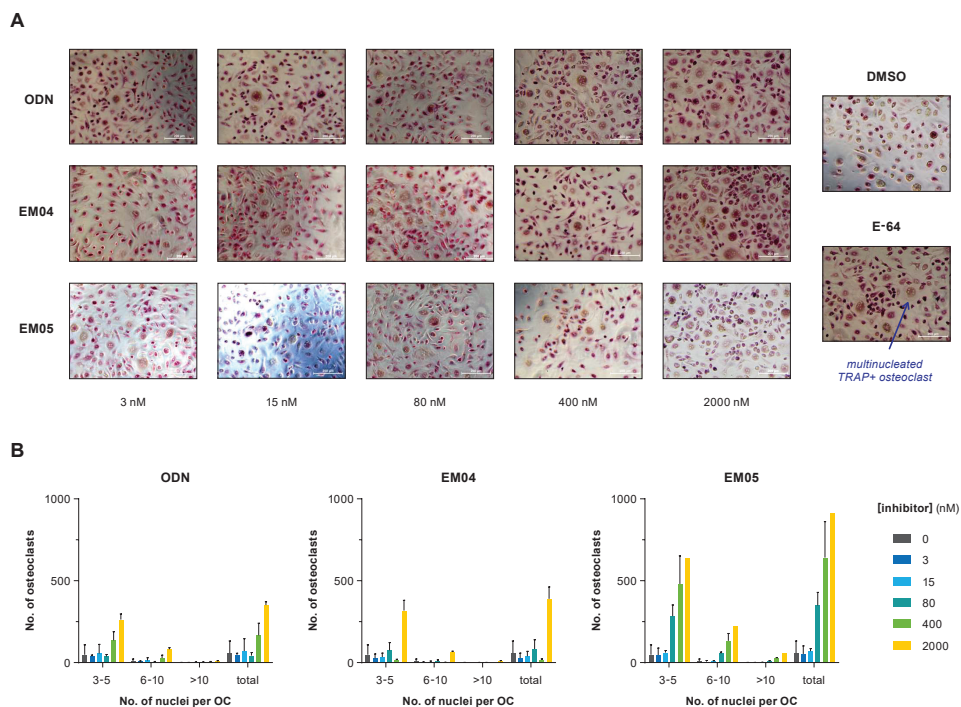 A
ODN
EM04
EM05
3 nM
15 nM
80 nM
400 nM
2000 nM
DMSO
E-64
multinucleated
TRAP+ osteoclast
B
ODN
No. of osteoclasts
1000
500
0
3-5
6-10
>10
total
No. of nuclei per OC
EM04
No. of osteoclasts
1000
500
0
3-5
6-10
>10
total
No. of nuclei per OC
EM05
No. of osteoclasts
1000
500
0
3-5
6-10
>10
total
No. of nuclei per OC
[inhibitor] (nM)
0
3
15
80
400
2000